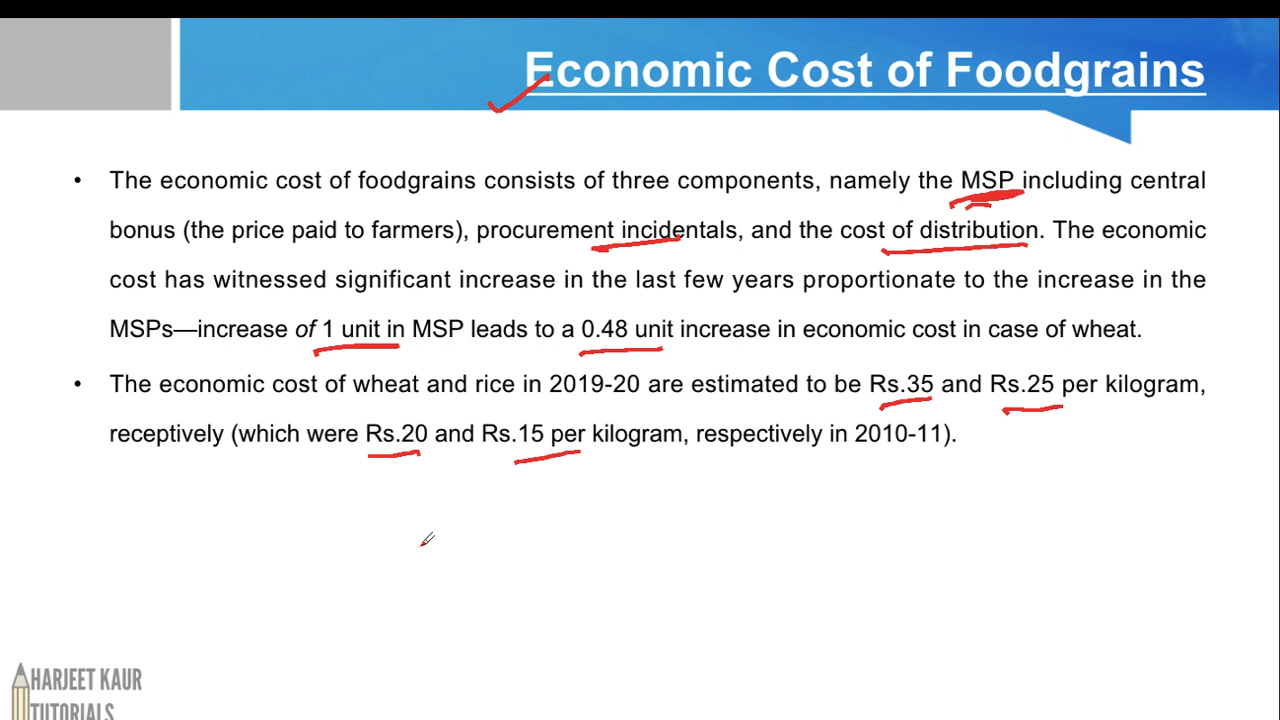 Economic Cost of Foodgrains
• The economic cost of foodgrains consists of three components, namely the MSP including central
bonus (the price paid to farmers), procurement incidentals, and the cost of distribution. The economic
cost has witnessed significant increase in the last few years proportionate to the increase in the
MSPs—increase of 1 unit in MSP leads to a 0.48 unit increase in economic cost in case of wheat.
• The economic cost of wheat and rice in 2019-20 are estimated to be Rs.35 and Rs.25 per kilogram,
receptively (which were Rs.20 and Rs.15 per kilogram, respectively in 2010-11).
HARJEET KAUR
TUTORIALS